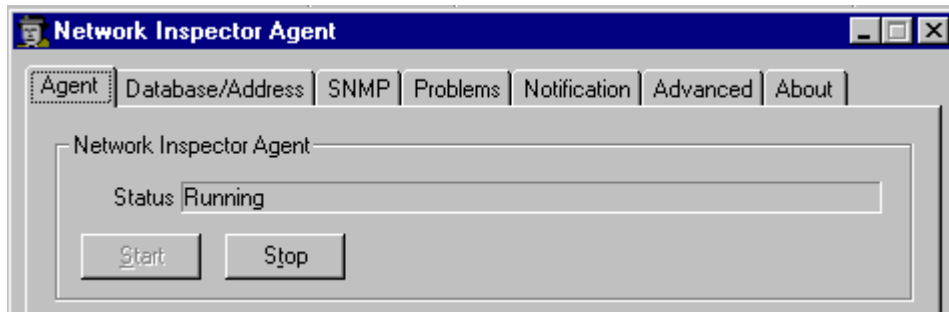 Network Inspector Agent
Agent Database/Address SNMP Problems Notification Advanced About
Network Inspector Agent
Status Running
Start Stop